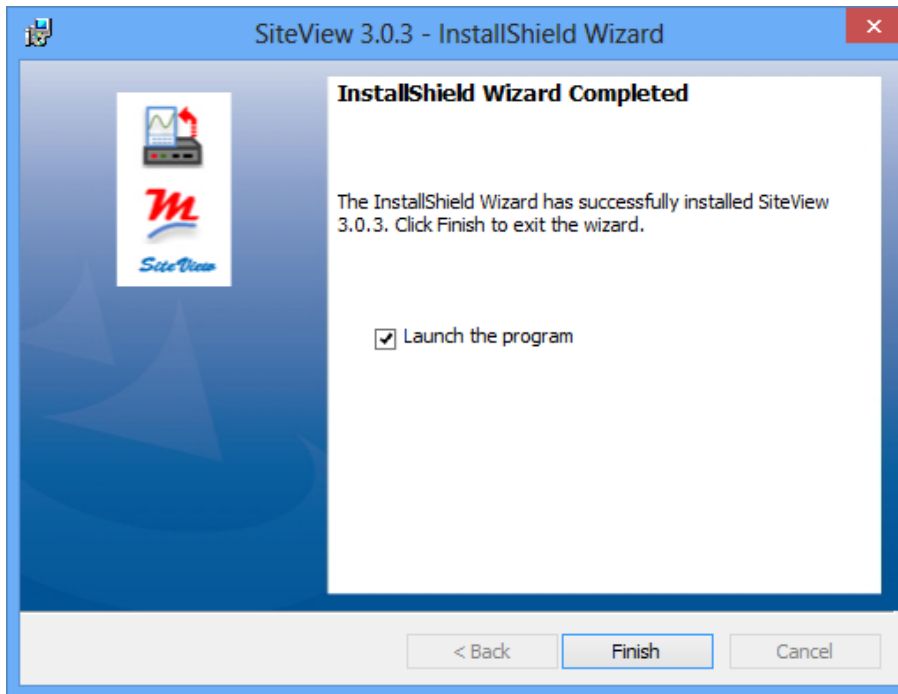 SiteView 3.0.3 - InstallShield Wizard
InstallShield Wizard Completed
m
SiteView
The InstallShield Wizard has successfully installed SiteView
3.0.3. Click Finish to exit the wizard.
Launch the program
< Back
Finish
Cancel